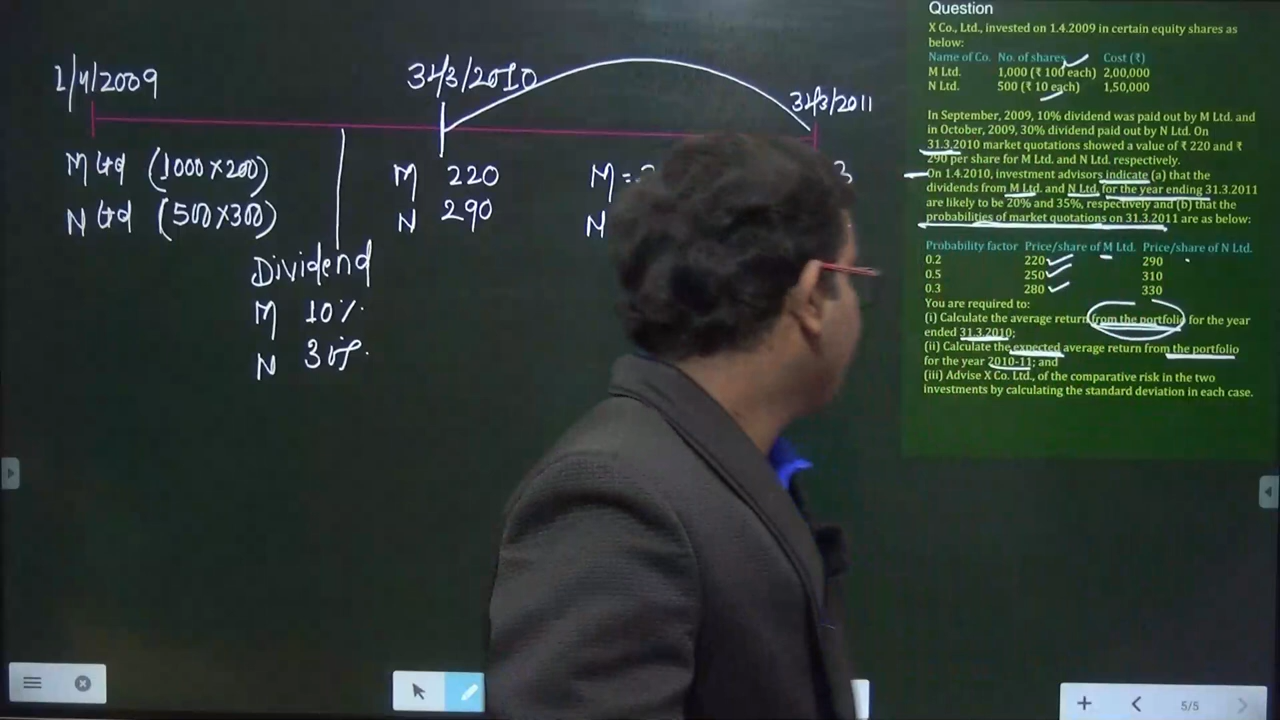 1/4/2009
31/3/2010
31/3/2011
M Ltd (1000×200)
N Ltd (500×300)
Dividend
M 10%.
N 30%.
M 220
N 290
M =
N
Question
X Co., Ltd., invested on 1.4.2009 in certain equity shares as
below:
Name of Co. No. of shares Cost (₹)
M Ltd. 1,000 (₹ 100 each) 2,00,000
N Ltd. 500 (₹ 10 each) 1,50,000
In September, 2009, 10% dividend was paid out by M Ltd. and
in October, 2009, 30% dividend paid out by N Ltd. On
31.3.2010 market quotations showed a value of ₹ 220 and ₹
290 per share for M Ltd. and N Ltd. respectively.
On 1.4.2010, investment advisors indicate (a) that the
dividends from M Ltd. and N Ltd. for the year ending 31.3.2011
are likely to be 20% and 35%, respectively and (b) that the
probabilities of market quotations on 31.3.2011 are as below:
Probability factor Price/share of M Ltd. Price/share of N Ltd.
0.2 220 290
0.5 250 310
0.3 280 330
You are required to:
(i) Calculate the average return from the portfolio for the year
ended 31.3.2010;
(ii) Calculate the expected average return from the portfolio
for the year 2010-11; and
(iii) Advise X Co. Ltd., of the comparative risk in the two
investments by calculating the standard deviation in each case.
5/5